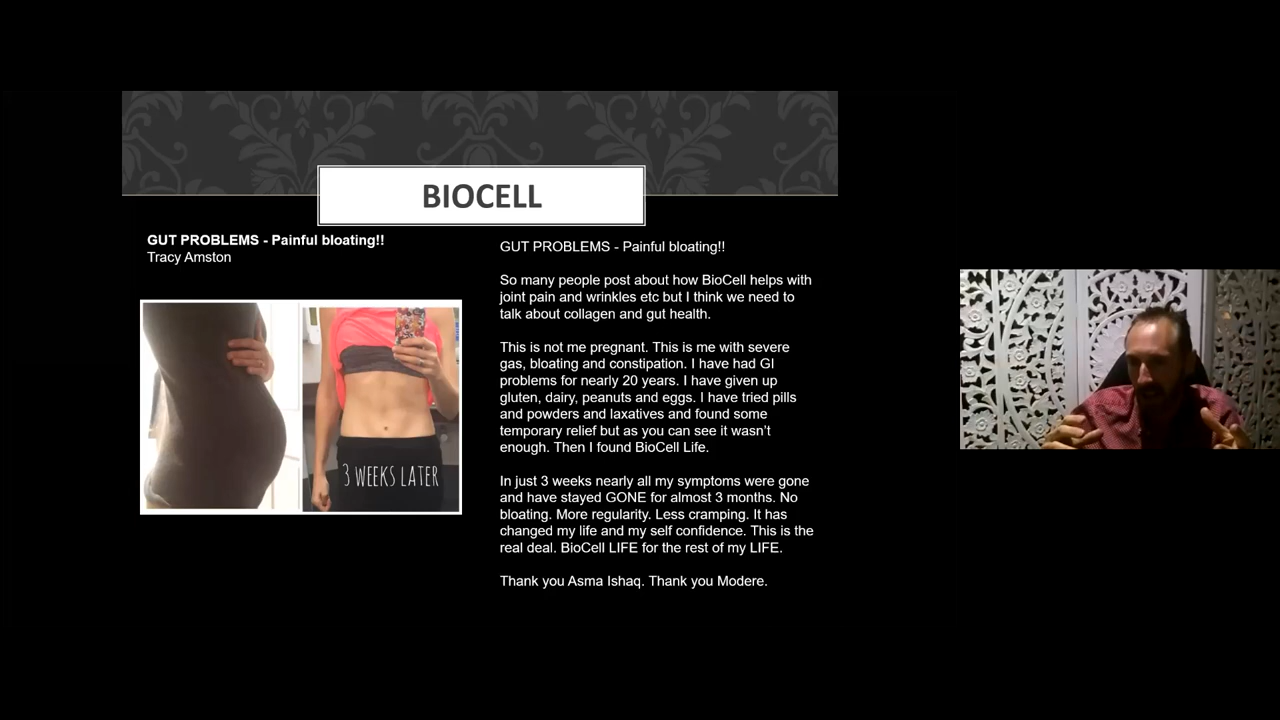 BIOCELL
GUT PROBLEMS - Painful bloating!!
Tracy Amston
3 WEEKS LATER
GUT PROBLEMS - Painful bloating!!
So many people post about how BioCell helps with
joint pain and wrinkles etc but I think we need to
talk about collagen and gut health.
This is not me pregnant. This is me with severe
gas, bloating and constipation. I have had GI
problems for nearly 20 years. I have given up
gluten, dairy, peanuts and eggs. I have tried pills
and powders and laxatives and found some
temporary relief but as you can see it wasn't
enough. Then I found BioCell Life.
In just 3 weeks nearly all my symptoms were gone
and have stayed GONE for almost 3 months. No
bloating. More regularity. Less cramping. It has
changed my life and my self confidence. This is the
real deal. BioCell LIFE for the rest of my LIFE.
Thank you Asma Ishaq. Thank you Modere.